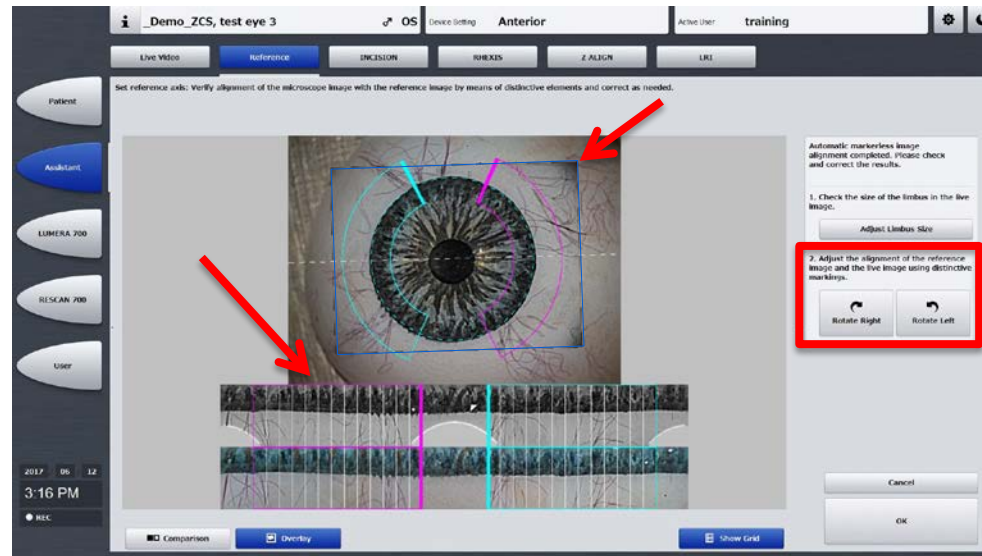 i _Demo_ZCS, test eye 3 ♂ OS Device Setting Anterior Active User training
Live Video Reference INCISION RHEXIS Z ALIGN LRI
Set reference axis: Verify alignment of the microscope image with the reference image by means of distinctive elements and correct as needed.
Patient
Assistant
LUMERA 700
RESCAN 700
User
2017 06 12
3:16 PM
REC
Automatic markerless image
alignment completed. Please check
and correct the results.
1. Check the size of the limbus in the live
image.
Adjust Limbus Size
2. Adjust the alignment of the reference
image and the live image using distinctive
markings.
Rotate Right Rotate Left
Cancel
OK
Comparison Overlay Show Grid